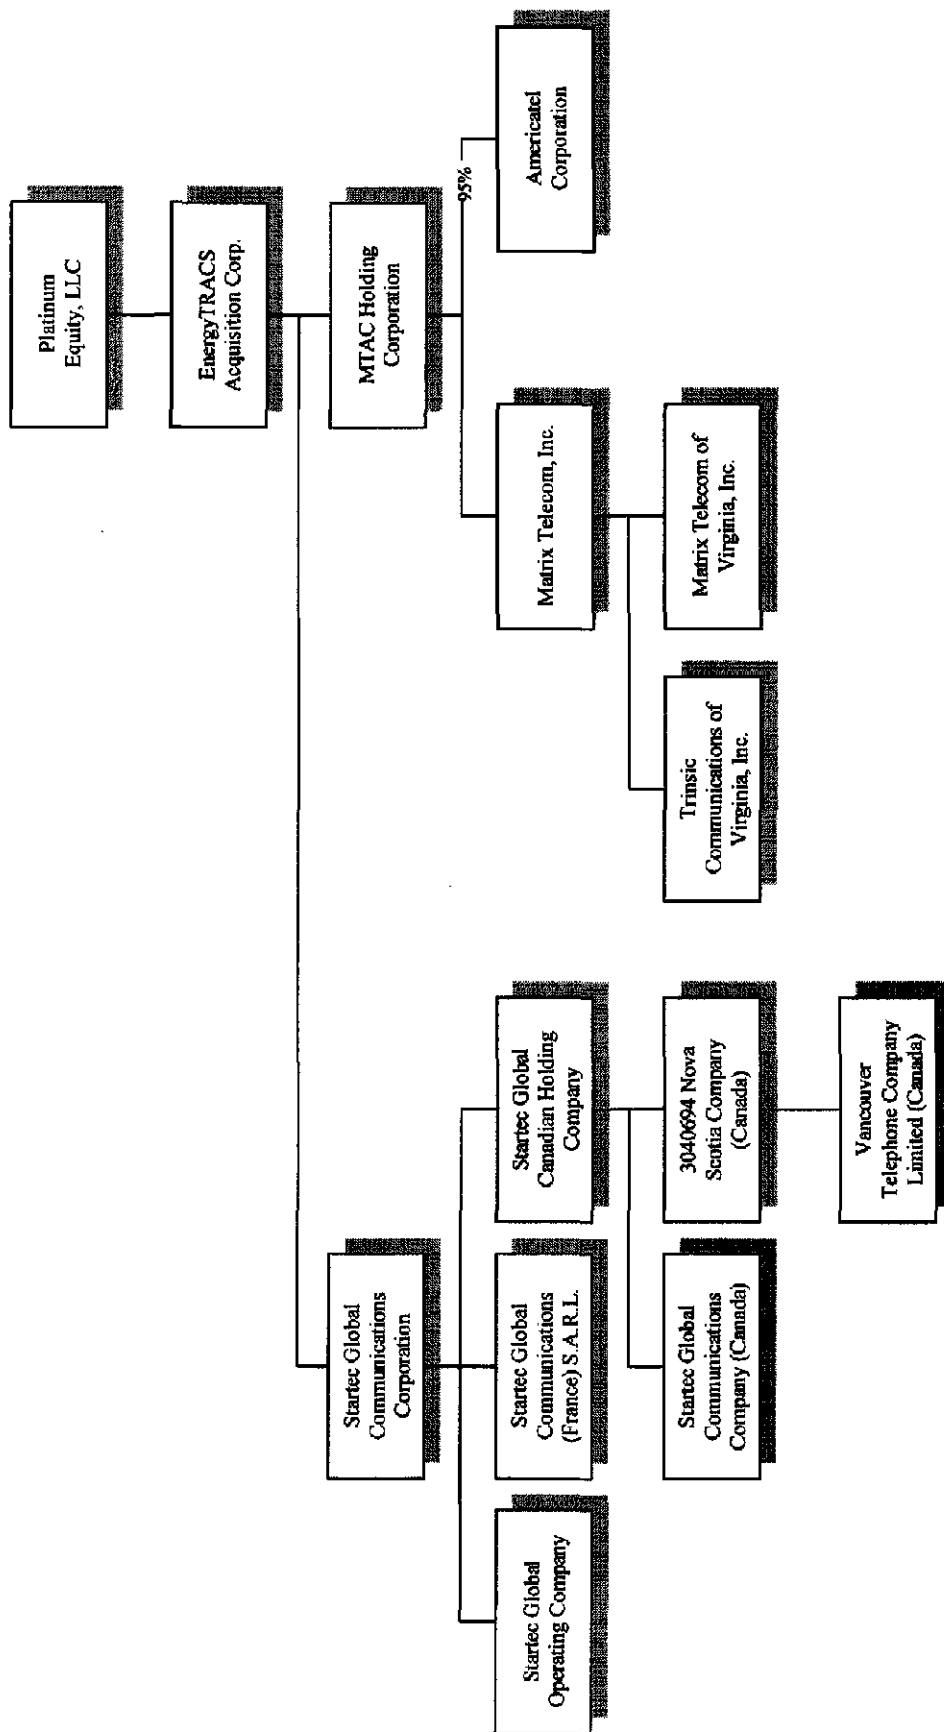 Platinum
Equity, LLC
EnergyTRACS
Acquisition Corp.
Startec Global
Communications
Corporation
MTAC Holding
Corporation
95%
Startec Global
Operating Company
Startec Global
Communications
(France) S.A.R.L.
Startec Global
Canadian Holding
Company
Matrix Telecom, Inc.
Americatel
Corporation
Startec Global
Communications
Company (Canada)
3040694 Nova
Scotia Company
(Canada)
Trinsic
Communications of
Virginia, Inc.
Matrix Telecom of
Virginia, Inc.
Vancouver
Telephone Company
Limited (Canada)